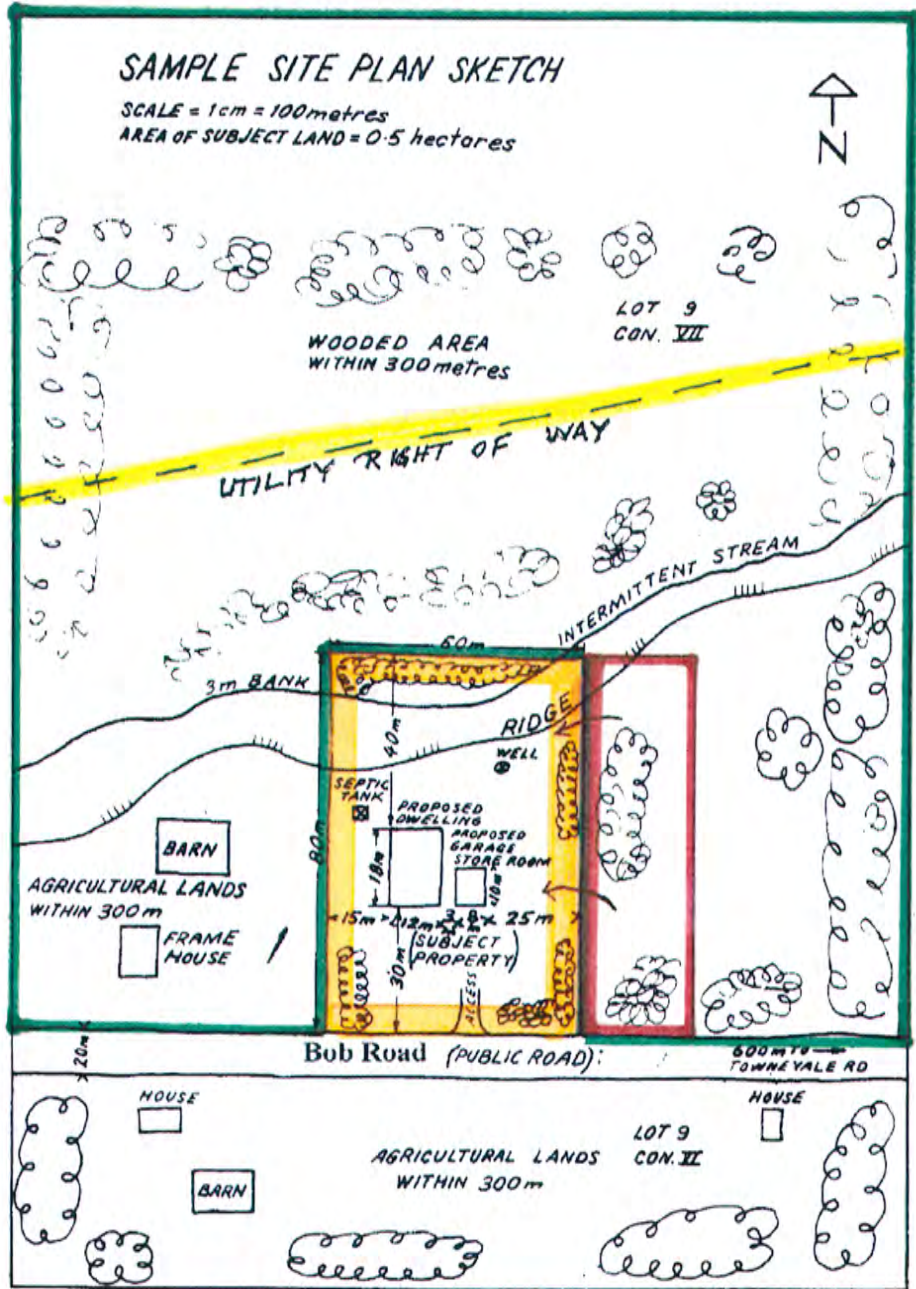 SAMPLE SITE PLAN SKETCH
SCALE = 1cm = 100metres
AREA OF SUBJECT LAND = 0.5 hectares
N
LOT 9
CON. VII
WOODED AREA
WITHIN 300 metres
UTILITY RIGHT OF WAY
INTERMITTENT STREAM
60m
3m BANK
RIDGE
40m
WELL
SEPTIC
TANK
PROPOSED
DWELLING
PROPOSED
GARAGE
STORE ROOM
80m
18m
10m
BARN
AGRICULTURAL LANDS
WITHIN 300m
FRAME
HOUSE
15m 12m 3m 8m 25m
(SUBJECT
PROPERTY)
30m
ACCESS
20m
Bob Road (PUBLIC ROAD):
600m TO
TOWNEVALE RD
HOUSE
HOUSE
LOT 9
CON. VI
AGRICULTURAL LANDS
WITHIN 300m
BARN